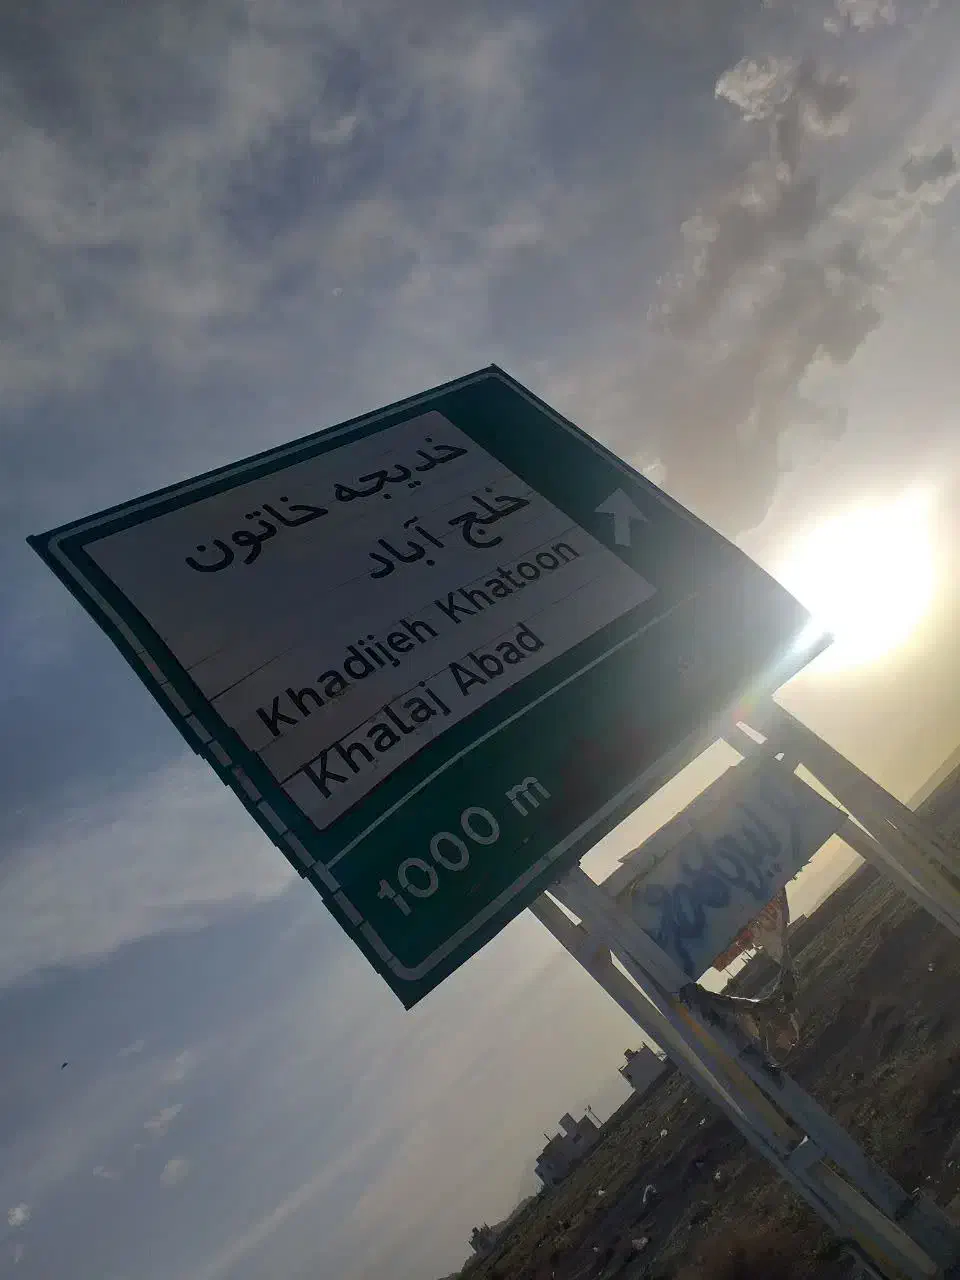 خدیجه خاتون
خلج آباد
Khadijeh Khatoon
Khalaj Abad
1000 m